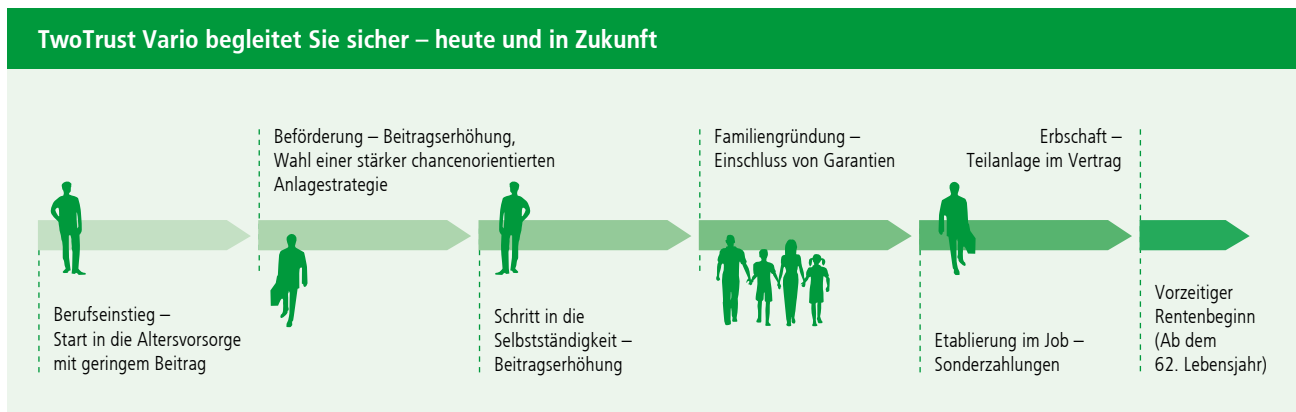 TwoTrust Vario begleitet Sie sicher – heute und in Zukunft
Berufseinstieg –
Start in die Altersvorsorge
mit geringem Beitrag
Beförderung – Beitragserhöhung,
Wahl einer stärker chancenorientierten
Anlagestrategie
Schritt in die
Selbstständigkeit –
Beitragserhöhung
Familiengründung –
Einschluss von Garantien
Etablierung im Job –
Sonderzahlungen
Erbschaft –
Teilanlage im Vertrag
Vorzeitiger
Rentenbeginn
(Ab dem
62. Lebensjahr)